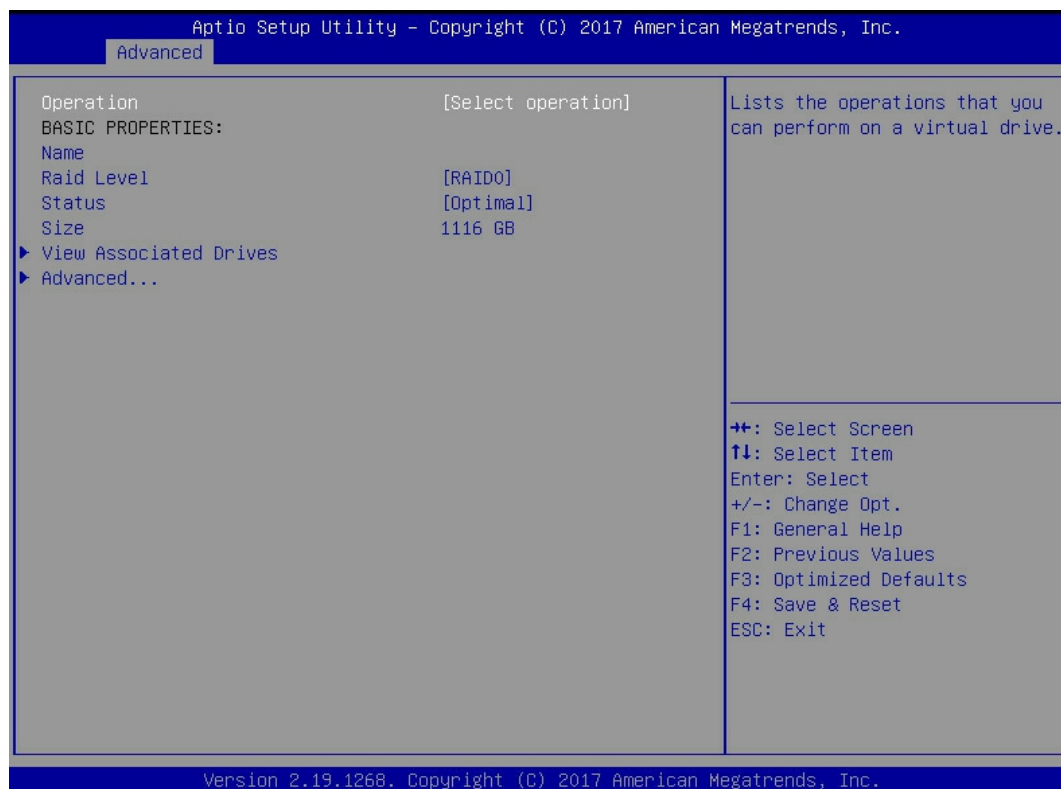 Aptio Setup Utility – Copyright (C) 2017 American Megatrends, Inc.
Advanced
Operation [Select operation]
BASIC PROPERTIES:
Name
Raid Level [RAID0]
Status [Optimal]
Size 1116 GB
▶ View Associated Drives
▶ Advanced...
Lists the operations that you
can perform on a virtual drive.
→←: Select Screen
↑↓: Select Item
Enter: Select
+/-: Change Opt.
F1: General Help
F2: Previous Values
F3: Optimized Defaults
F4: Save & Reset
ESC: Exit
Version 2.19.1268. Copyright (C) 2017 American Megatrends, Inc.